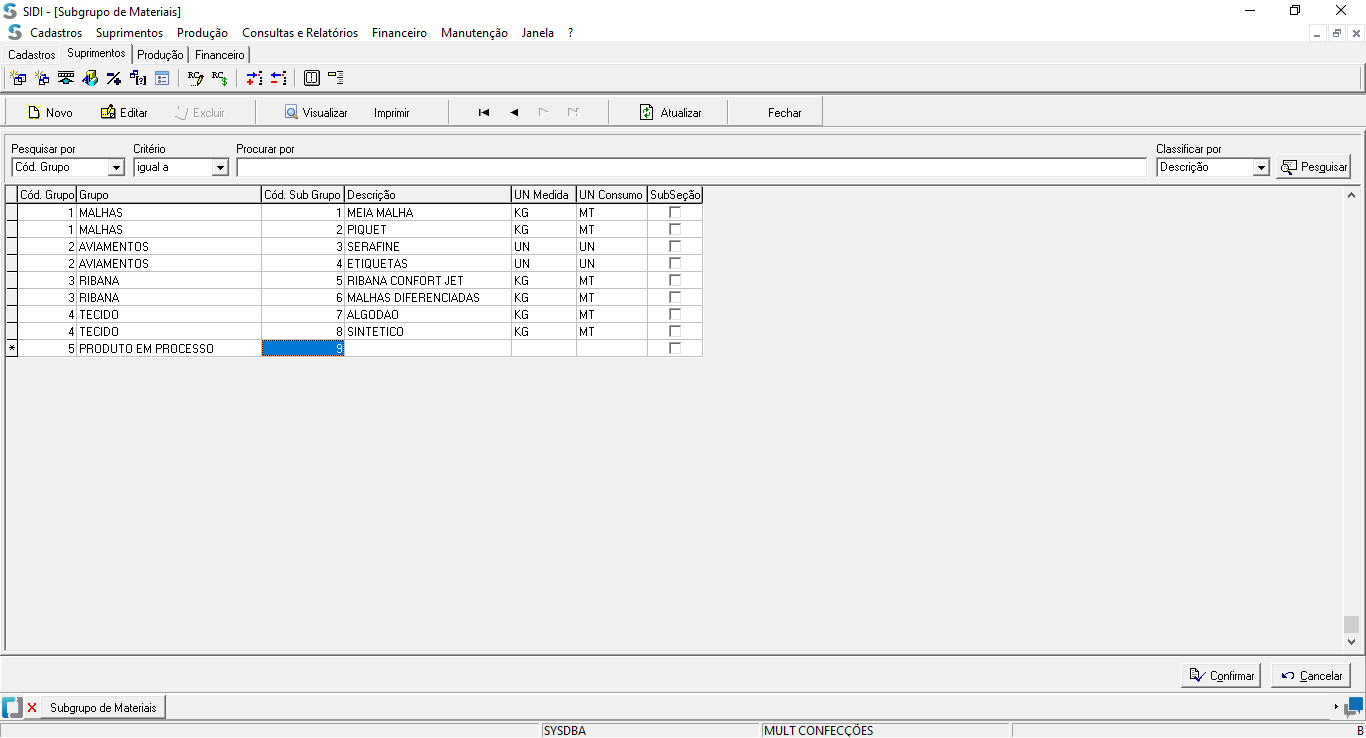 SIDI - [Subgrupo de Materiais]
Cadastros Suprimentos Produção Consultas e Relatórios Financeiro Manutenção Janela ?
Cadastros Suprimentos Produção Financeiro
Novo Editar Excluir Visualizar Imprimir Atualizar Fechar
Pesquisar por Critério Procurar por Classificar por
Cód. Grupo igual a Descrição Pesquisar
Cód. Grupo Grupo Cód. Sub Grupo Descrição UN Medida UN Consumo SubSeção
1 MALHAS 1 MEIA MALHA KG MT
1 MALHAS 2 PIQUET KG MT
2 AVIAMENTOS 3 SERAFINE UN UN
2 AVIAMENTOS 4 ETIQUETAS UN UN
3 RIBANA 5 RIBANA CONFORT JET KG MT
3 RIBANA 6 MALHAS DIFERENCIADAS KG MT
4 TECIDO 7 ALGODAO KG MT
4 TECIDO 8 SINTETICO KG MT
* 5 PRODUTO EM PROCESSO 9
Confirmar Cancelar
Subgrupo de Materiais
SYSDBA MULT CONFECÇÕES B